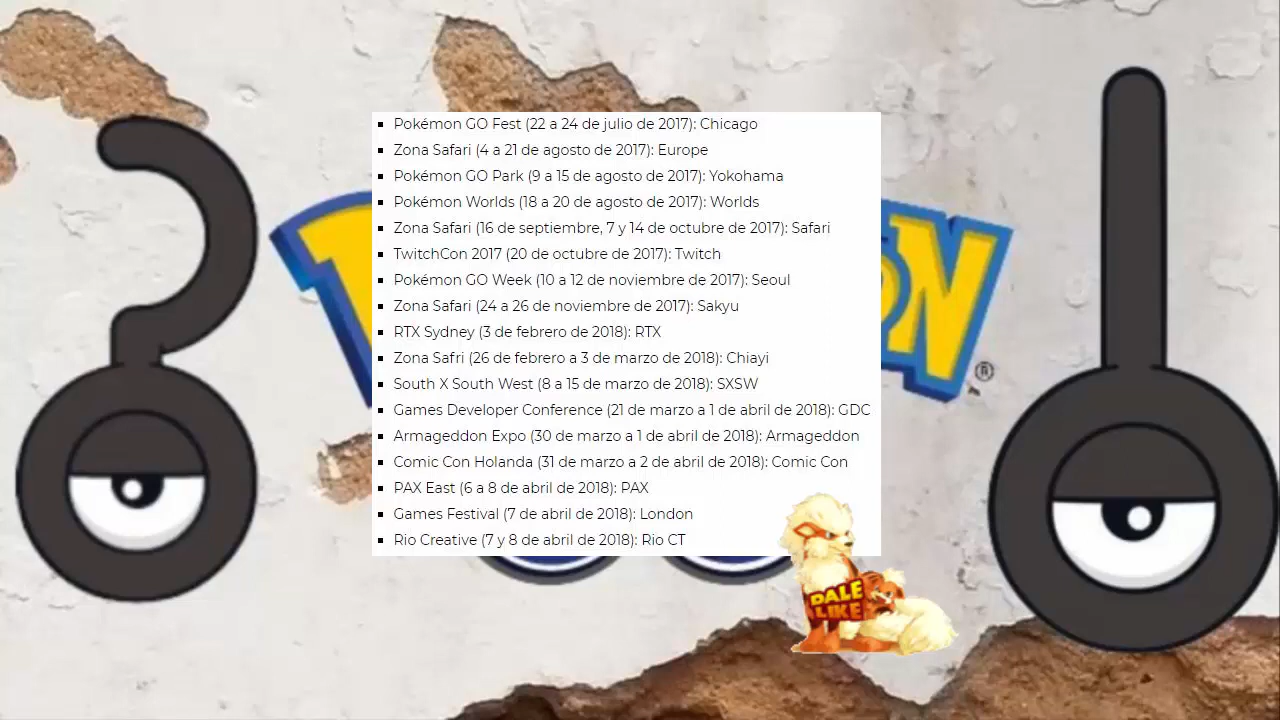 Pokémon GO Fest (22 a 24 de julio de 2017): Chicago
Zona Safari (4 a 21 de agosto de 2017): Europe
Pokémon GO Park (9 a 15 de agosto de 2017): Yokohama
Pokémon Worlds (18 a 20 de agosto de 2017): Worlds
Zona Safari (16 de septiembre, 7 y 14 de octubre de 2017): Safari
TwitchCon 2017 (20 de octubre de 2017): Twitch
Pokémon GO Week (10 a 12 de noviembre de 2017): Seoul
Zona Safari (24 a 26 de noviembre de 2017): Sakyu
RTX Sydney (3 de febrero de 2018): RTX
Zona Safri (26 de febrero a 3 de marzo de 2018): Chiayi
South X South West (8 a 15 de marzo de 2018): SXSW
Games Developer Conference (21 de marzo a 1 de abril de 2018): GDC
Armageddon Expo (30 de marzo a 1 de abril de 2018): Armageddon
Comic Con Holanda (31 de marzo a 2 de abril de 2018): Comic Con
PAX East (6 a 8 de abril de 2018): PAX
Games Festival (7 de abril de 2018): London
Rio Creative (7 y 8 de abril de 2018): Rio CT
DALE
LIKE